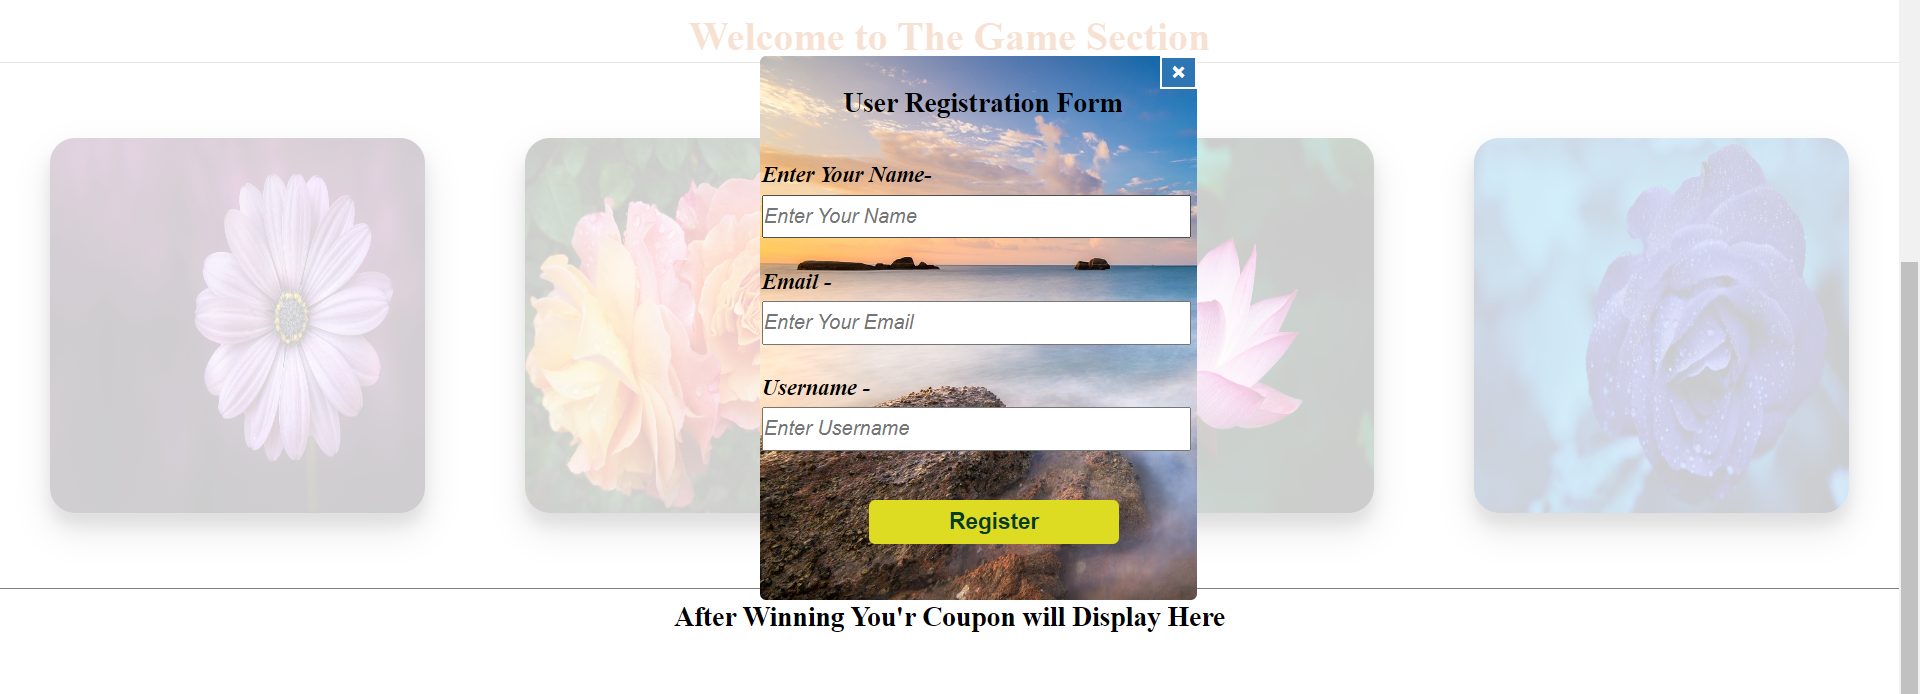 Welcome to The Game Section
×
User Registration Form
Enter Your Name-
Enter Your Name
Email -
Enter Your Email
Username -
Enter Username
Register
After Winning You'r Coupon will Display Here